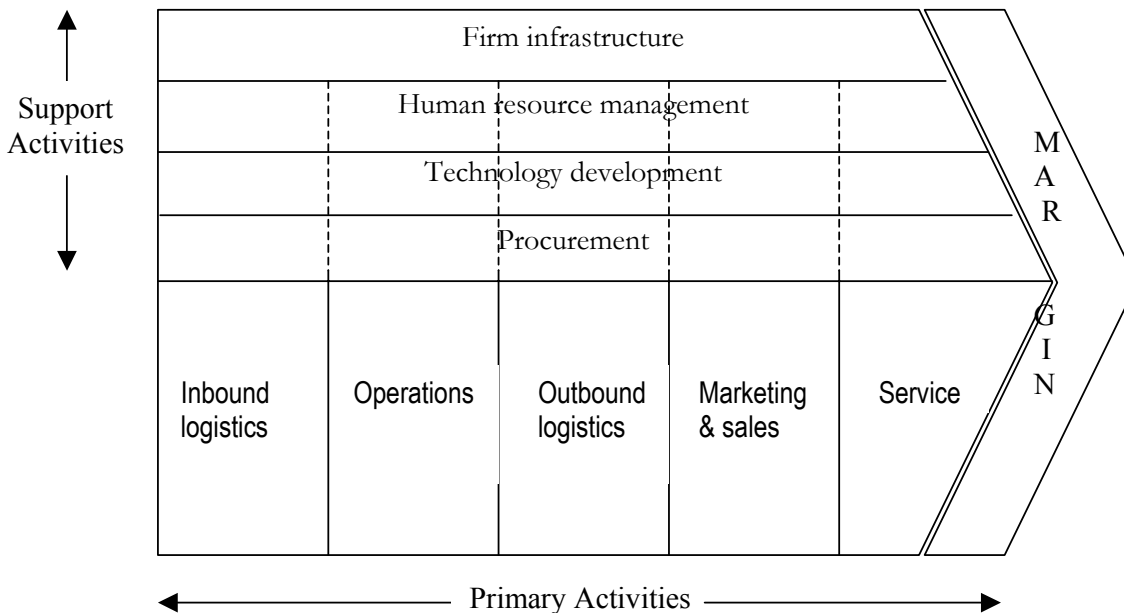 Firm infrastructure
Support
Activities
Human resource management
Technology development
Procurement
M
A
R
G
I
N
Inbound
logistics
Operations
Outbound
logistics
Marketing
& sales
Service
Primary Activities